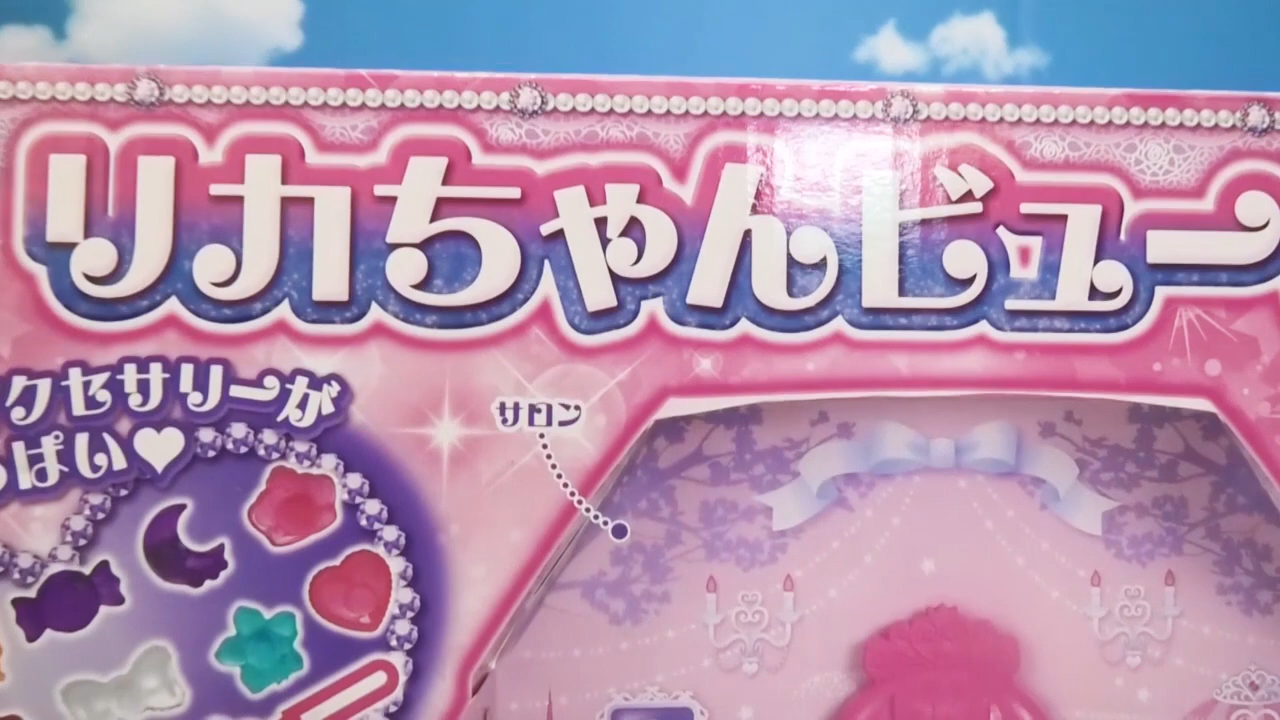 リカちゃんビュー
クセサリーが
ぱい♥
サロン